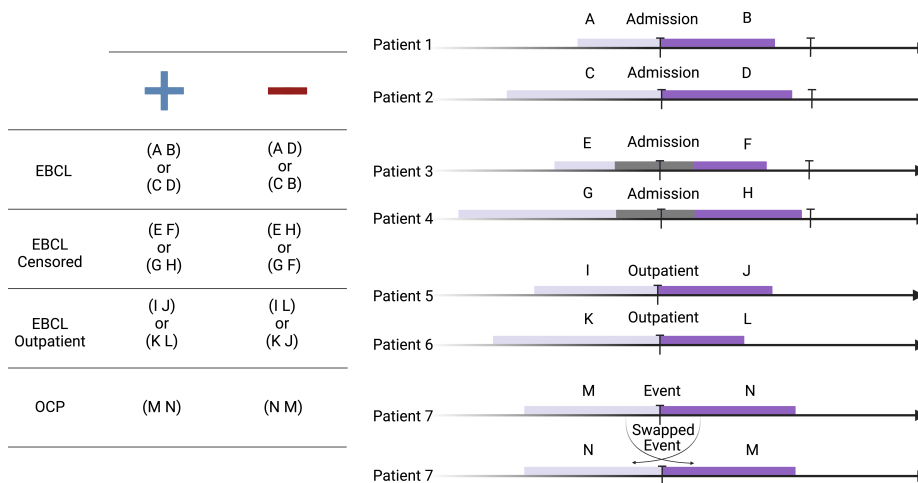 EBCL
(A B)
or
(C D)
(A D)
or
(C B)
EBCL
Censored
(E F)
or
(G H)
(E H)
or
(G F)
EBCL
Outpatient
(I J)
or
(K L)
(I L)
or
(K J)
OCP
(M N)
(N M)
A Admission B
Patient 1
C Admission D
Patient 2
E Admission F
Patient 3
G Admission H
Patient 4
I Outpatient J
Patient 5
K Outpatient L
Patient 6
M Event N
Patient 7
Swapped
Event
N M
Patient 7